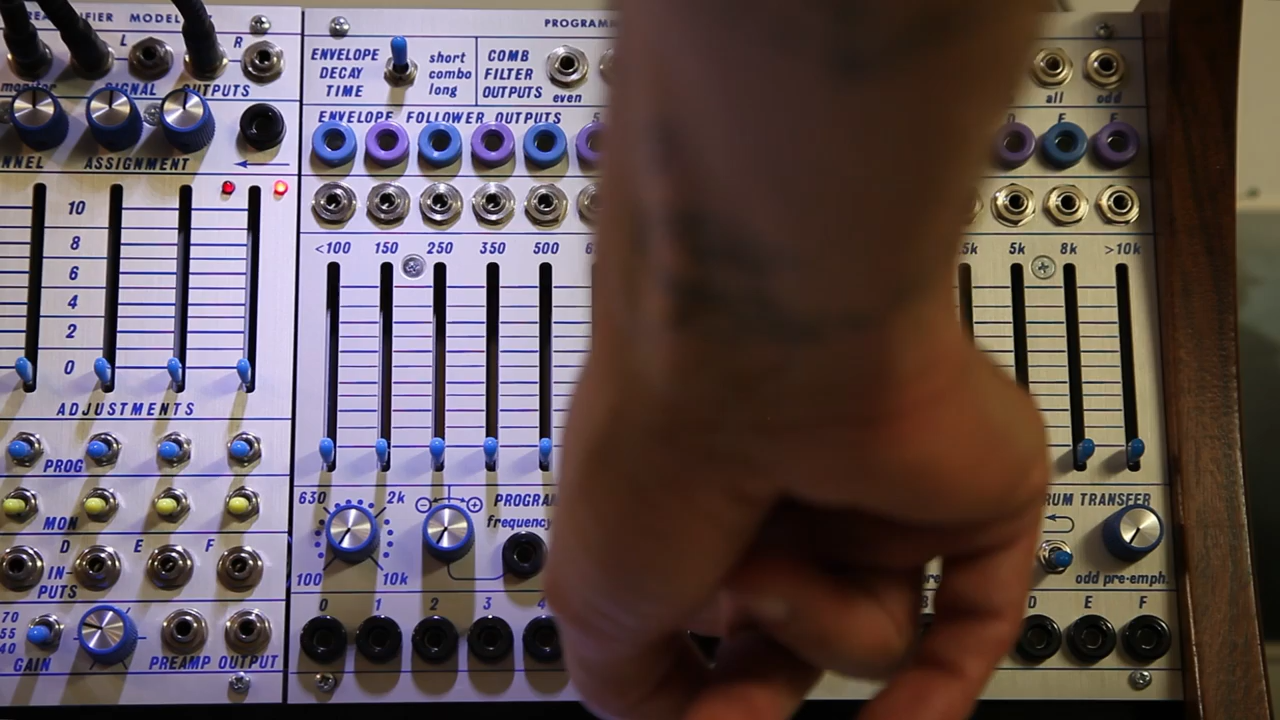 MODEL
L R
SIGNAL OUTPUTS
ASSIGNMENT
10
8
6
4
2
0
ADJUSTMENTS
PROG
MON
D E F
IN-
PUTS
70
55
40
GAIN
PREAMP OUTPUT
ENVELOPE
DECAY
TIME
short
combo
long
COMB
FILTER
OUTPUTS
even
all odd
ENVELOPE FOLLOWER OUTPUTS
D E F
<100 150 250 350 500
5k 8k >10k
630 2k
100 10k
frequency
TRANSFER
odd pre-emph.
0 1 2 3 4
D E F